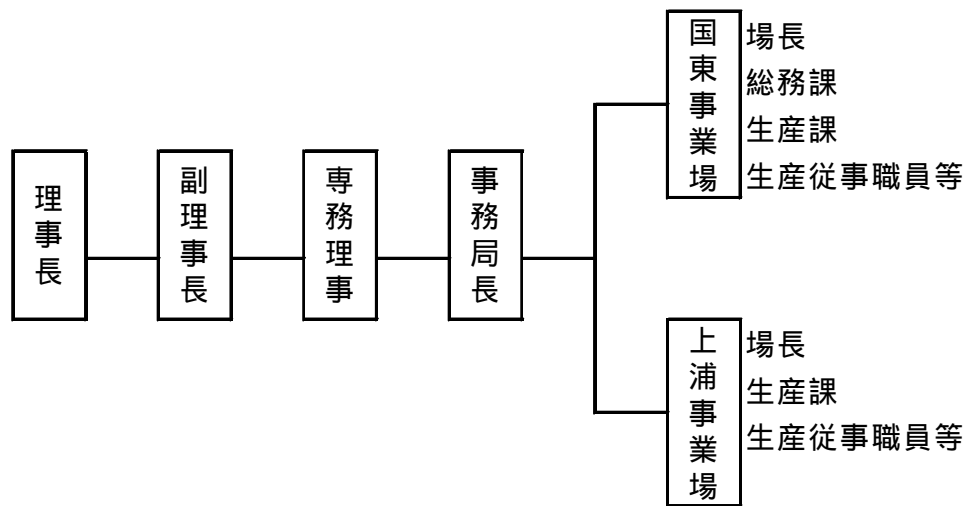 理事長
副理事長
専務理事
事務局長
国東事業場
場長
総務課
生産課
生産従事職員等
上浦事業場
場長
生産課
生産従事職員等